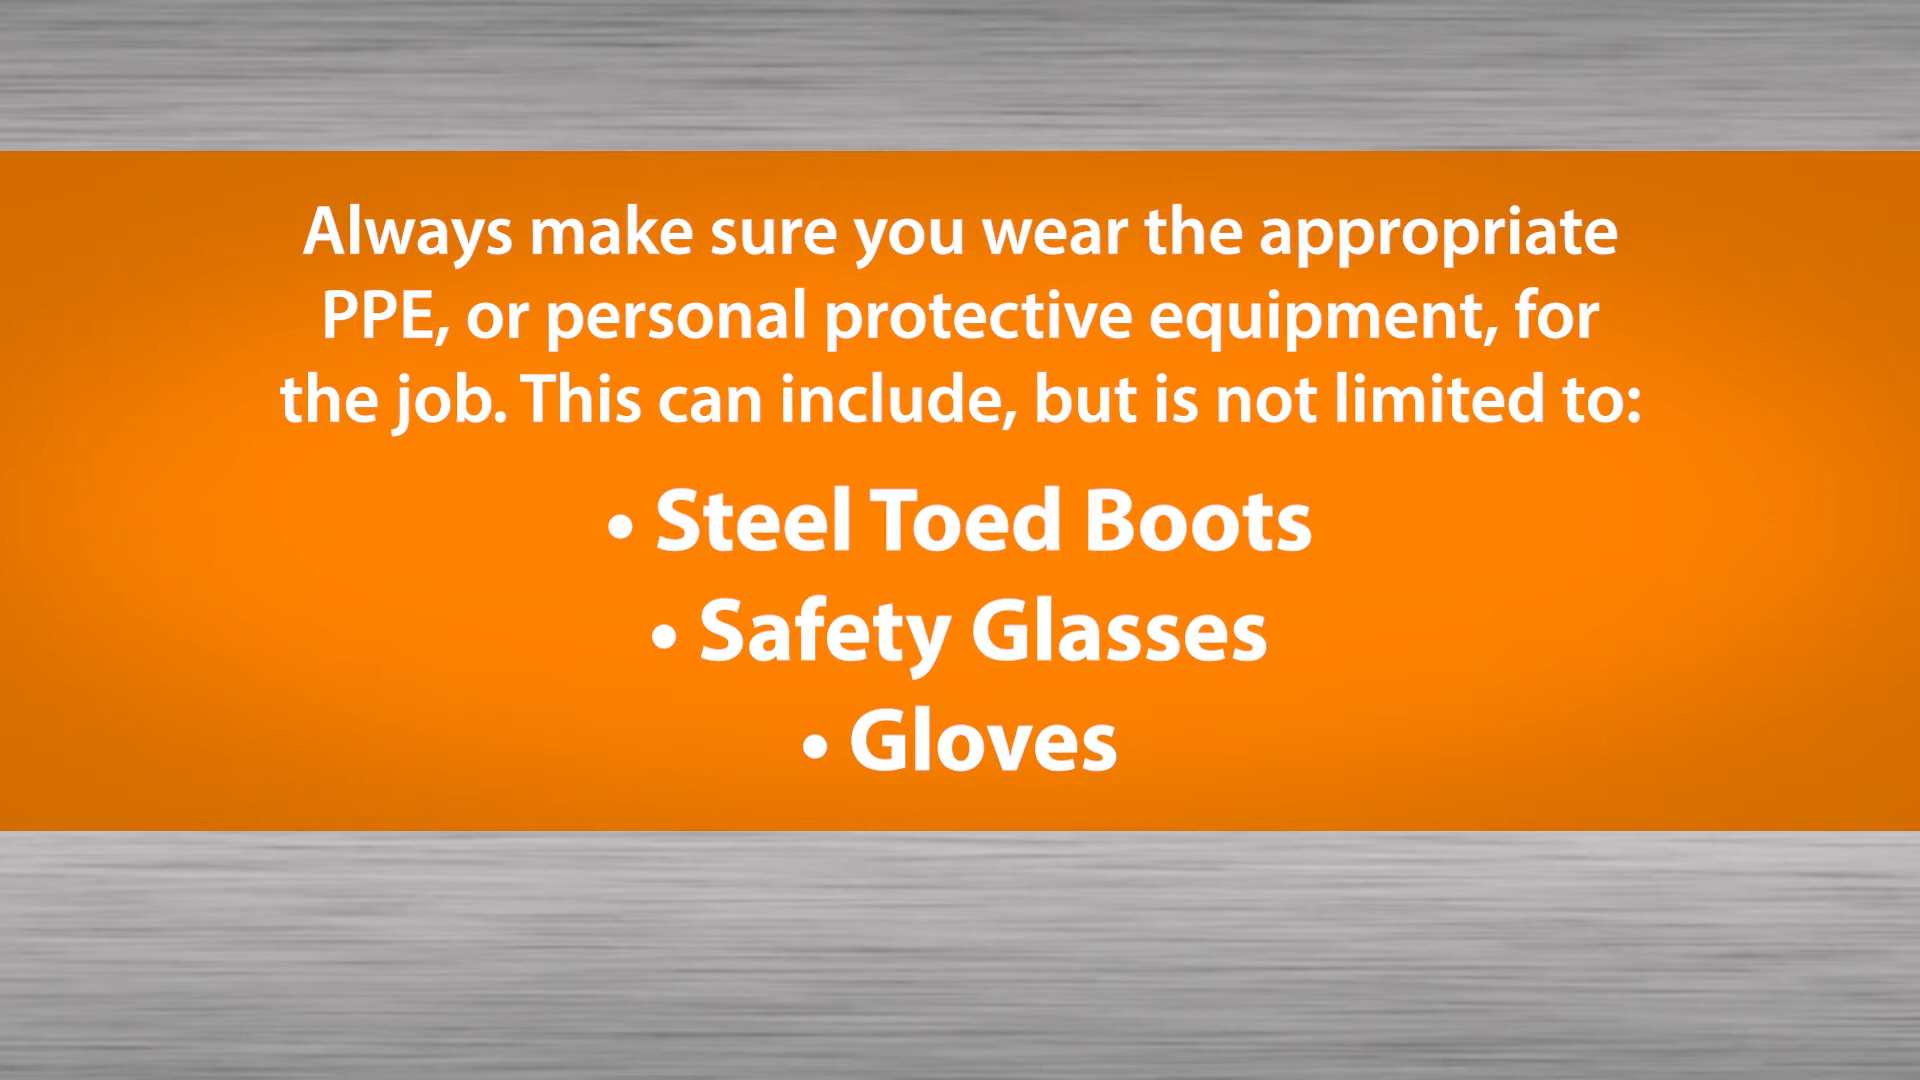 Always make sure you wear the appropriate
PPE, or personal protective equipment, for
the job. This can include, but is not limited to:
• Steel Toed Boots
• Safety Glasses
• Gloves